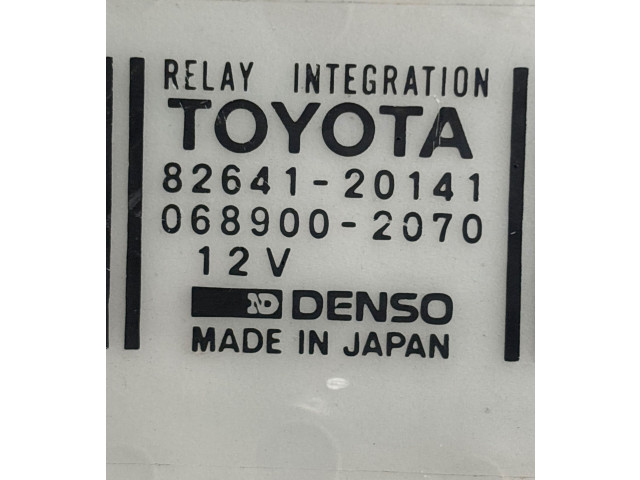 RELAY INTEGRATION
TOYOTA
82641-20141
068900-2070
12V
ND DENSO
MADE IN JAPAN